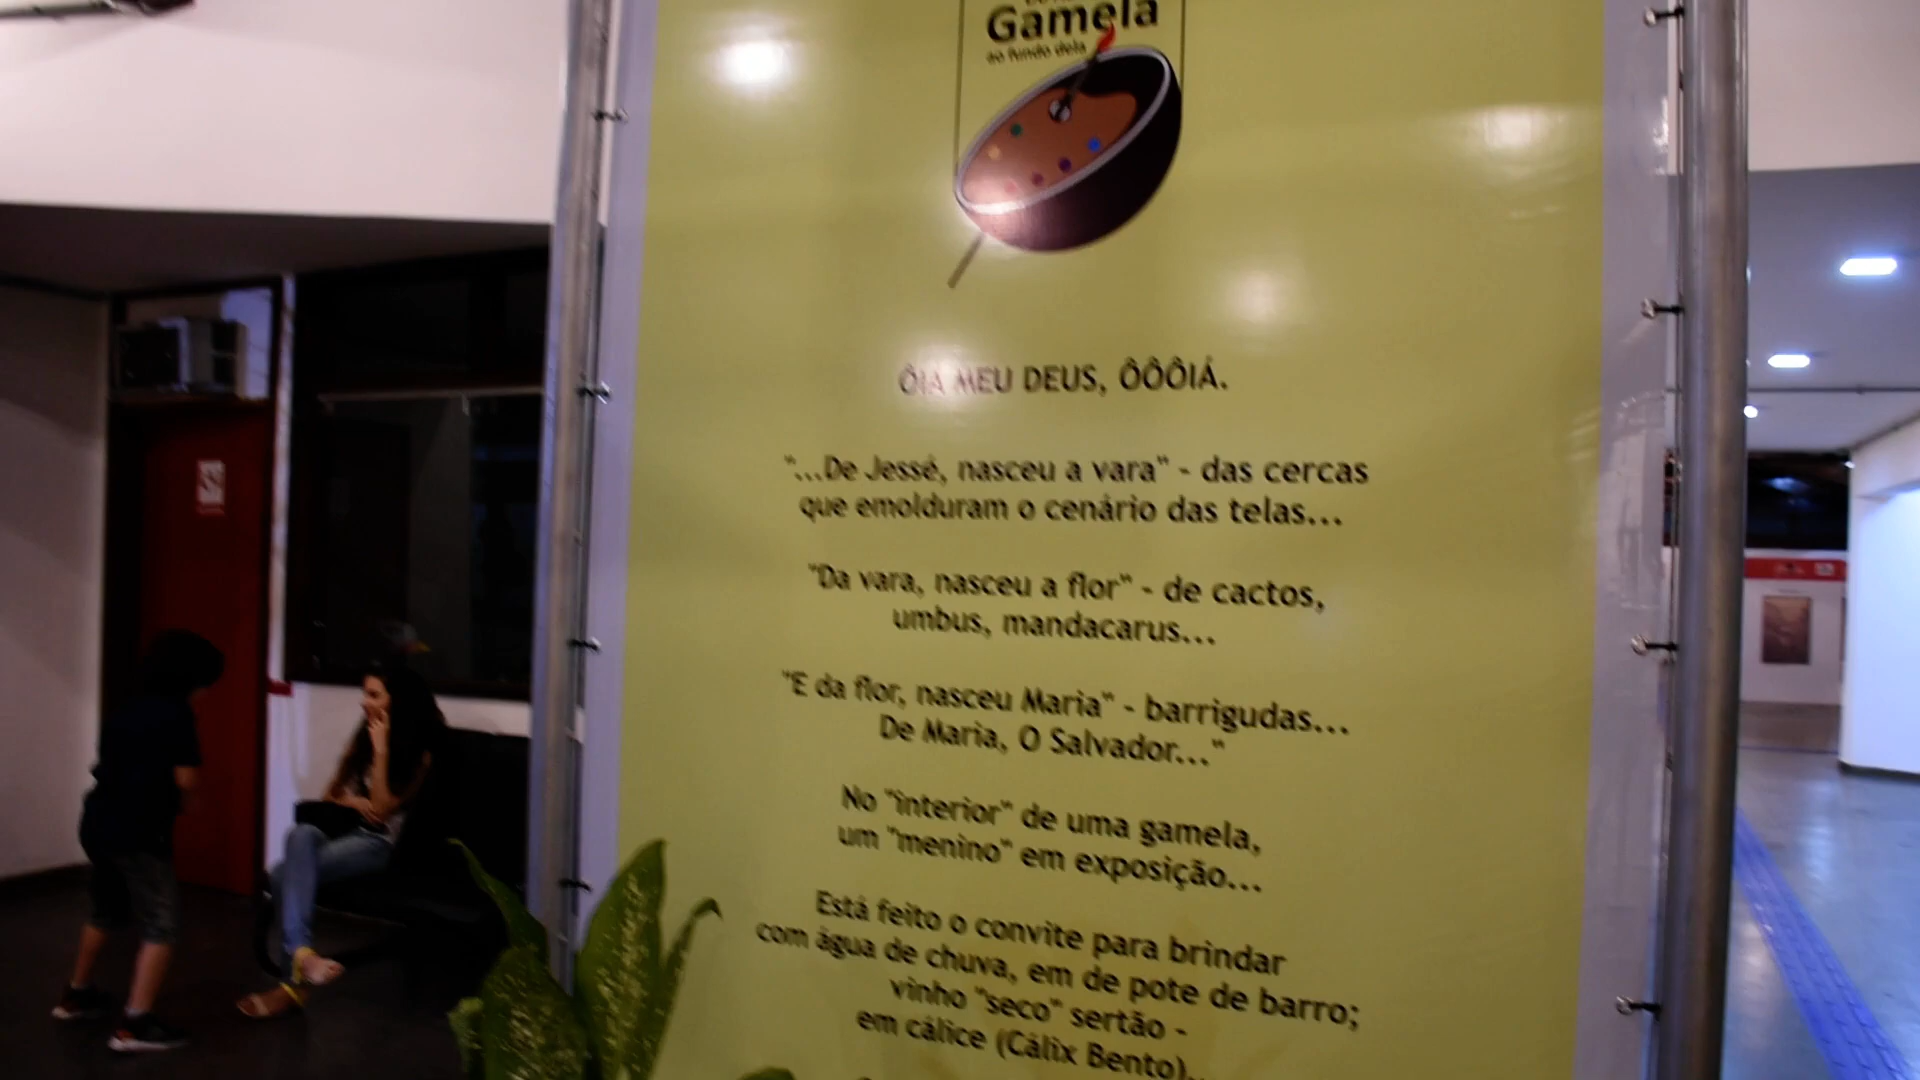 Gamela
ao fundo dela
ÔIA MEU DEUS, ÔÔÔIÁ.
"...De Jessé, nasceu a vara" - das cercas
que emolduram o cenário das telas...
"Da vara, nasceu a flor" - de cactos,
umbus, mandacarus...
"E da flor, nasceu Maria" - barrigudas...
De Maria, O Salvador..."
No "interior" de uma gamela,
um "menino" em exposição...
Está feito o convite para brindar
com água de chuva, em de pote de barro;
vinho "seco" sertão -
em cálice (Cálix Bento)...